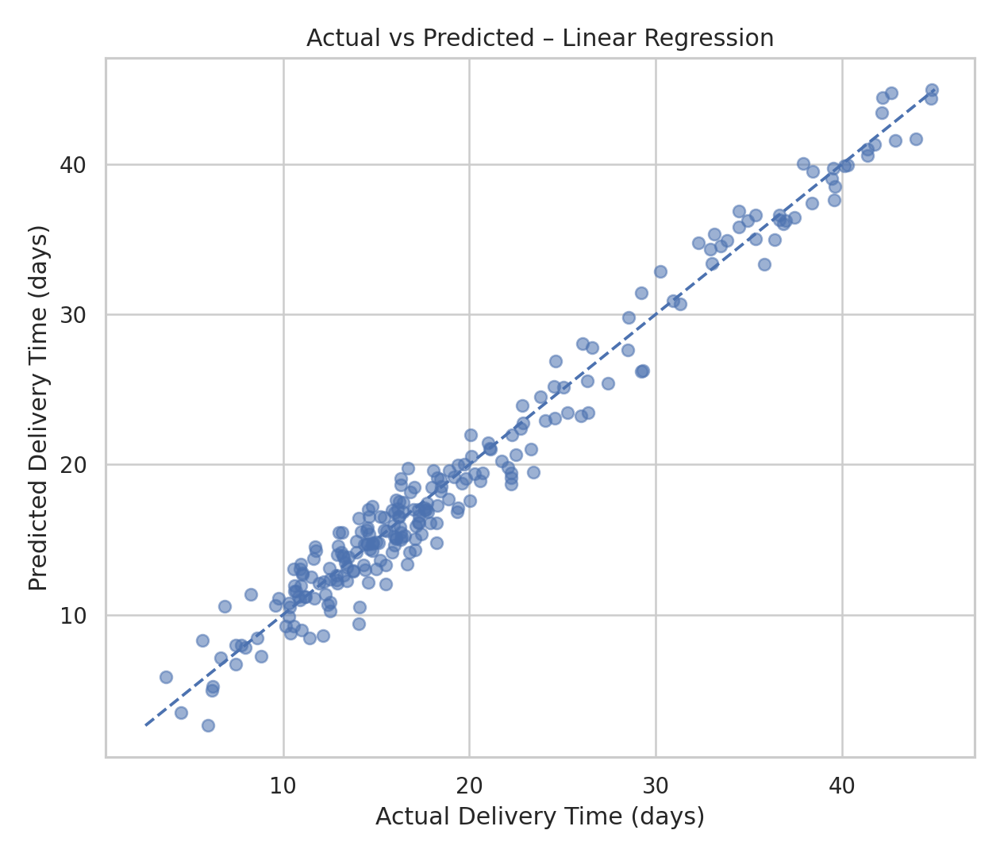 Actual vs Predicted – Linear Regression
Predicted Delivery Time (days)
40
30
20
10
10 20 30 40
Actual Delivery Time (days)